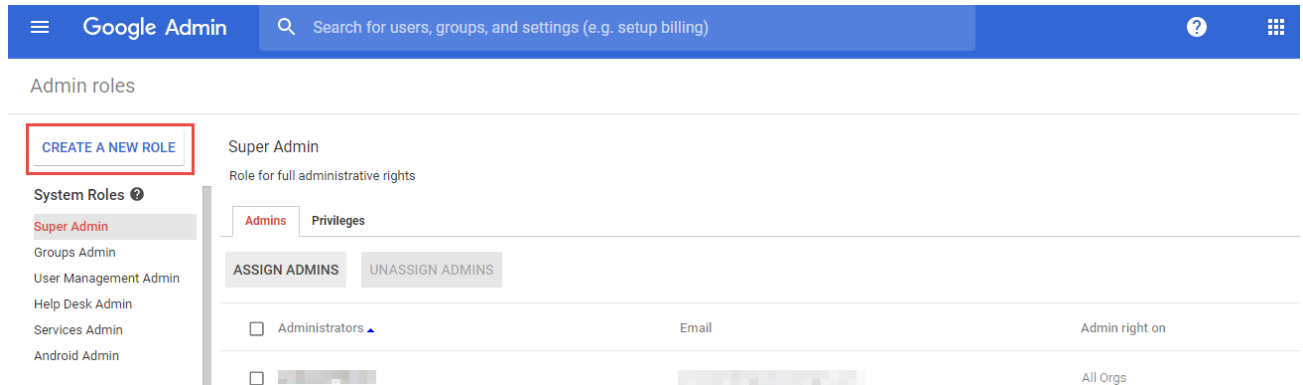 Google Admin
Search for users, groups, and settings (e.g. setup billing)
Admin roles
CREATE A NEW ROLE
System Roles
Super Admin
Groups Admin
User Management Admin
Help Desk Admin
Services Admin
Android Admin
Super Admin
Role for full administrative rights
Admins Privileges
ASSIGN ADMINS UNASSIGN ADMINS
Administrators Email Admin right on
All Orgs